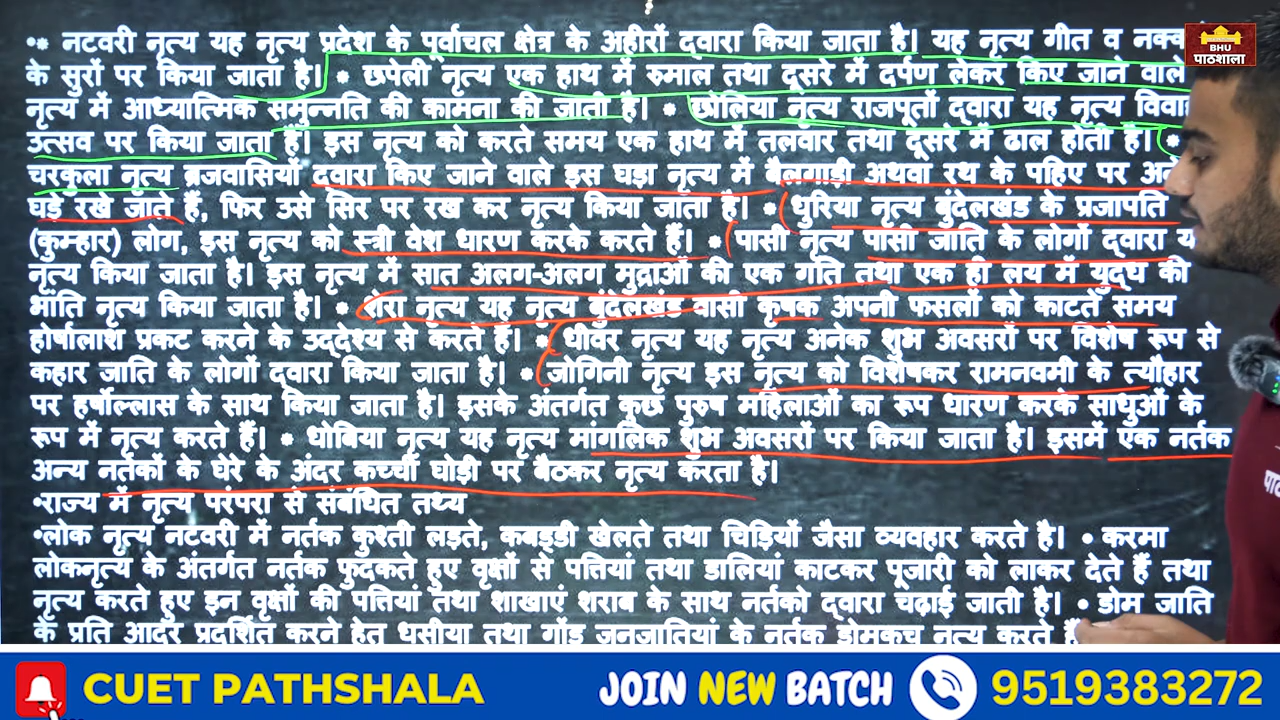 •* नटवरी नृत्य यह नृत्य प्रदेश के पूर्वांचल क्षेत्र के अहीरों द्वारा किया जाता है। यह नृत्य गीत व
के सुरों पर किया जाता है। * छपेली नृत्य एक हाथ में रुमाल तथा दूसरे में दर्पण लेकर किए जाने वाले
नृत्य में आध्यात्मिक समुन्नति की कामना की जाती है। * छोलिया नृत्य राजपूतों द्वारा यह नृत्य
उत्सव पर किया जाता है। इस नृत्य को करते समय एक हाथ में तलवार तथा दूसरे में ढाल होती है। *
चरकुला नृत्य ब्रजवासियों द्वारा किए जाने वाले इस घड़ा नृत्य में बैलगाड़ी अथवा रथ के पहिए पर
घड़े रखे जाते हैं, फिर उसे सिर पर रख कर नृत्य किया जाता है। * धुरिया नृत्य बुंदेलखंड के प्रजापति
(कुम्हार) लोग, इस नृत्य को स्त्री वेश धारण करके करते हैं। * पासी नृत्य पासी जाति के लोगों द्वारा
नृत्य किया जाता है। इस नृत्य में सात अलग-अलग मुद्राओं की एक गति तथा एक ही लय में युद्ध की
भांति नृत्य किया जाता है। * शेरा नृत्य यह नृत्य बुंदेलखंड वासी कृषक अपनी फसलों को काटते समय
होर्षालाश प्रकट करने के उद्देश्य से करते हैं। * धीवर नृत्य यह नृत्य अनेक शुभ अवसरों पर विशेष रूप से
कहार जाति के लोगों द्वारा किया जाता है। * जोगिनी नृत्य इस नृत्य को विशेषकर रामनवमी के त्यौहार
पर हर्षोल्लास के साथ किया जाता है। इसके अंतर्गत कुछ पुरुष महिलाओं का रूप धारण करके साधुओं के
रूप में नृत्य करते हैं। * धोबिया नृत्य यह नृत्य मांगलिक शुभ अवसरों पर किया जाता है। इसमें एक नर्तक
अन्य नर्तकों के घेरे के अंदर कच्ची घोड़ी पर बैठकर नृत्य करता है।
•राज्य में नृत्य परंपरा से संबंधित तथ्य
•लोक नृत्य नटवरी में नर्तक कुश्ती लड़ते, कबड्डी खेलते तथा चिड़ियों जैसा व्यवहार करते है। • करमा
लोकनृत्य के अंतर्गत नर्तक फुदकते हुए वृक्षों से पत्तियां तथा डालियां काटकर पूजारी को लाकर देते हैं तथा
नृत्य करते हुए इन वृक्षों की पत्तियां तथा शाखाएं शराब के साथ नर्तको द्वारा चढ़ाई जाती है। • डोम जाति
के प्रति आदर प्रदर्शित करने हेतु धसीया तथा गोंड जनजातियां के नर्तक डोमकच नृत्य करते
BHU
पाठशाला
CUET PATHSHALA
JOIN NEW BATCH
9519383272